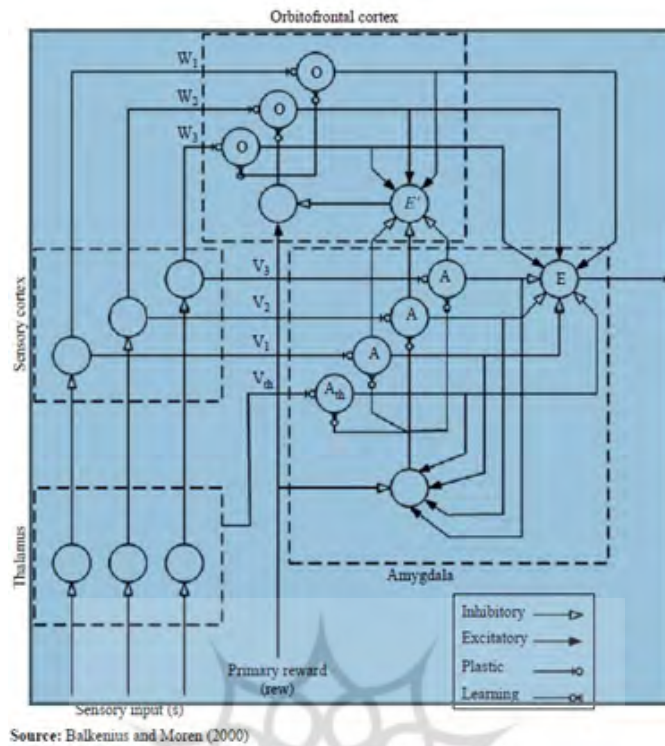 Orbitofrontal cortex
W1
O
W2
O
W3
O
E'
Sensory cortex
V3
A
E
V2
A
V1
A
Vth
Ath
Thalamus
Amygdala
Inhibitory
Excitatory
Plastic
Learning
Primary reward
(rew)
Sensory input (s)
Source: Balkenius and Moren (2000)